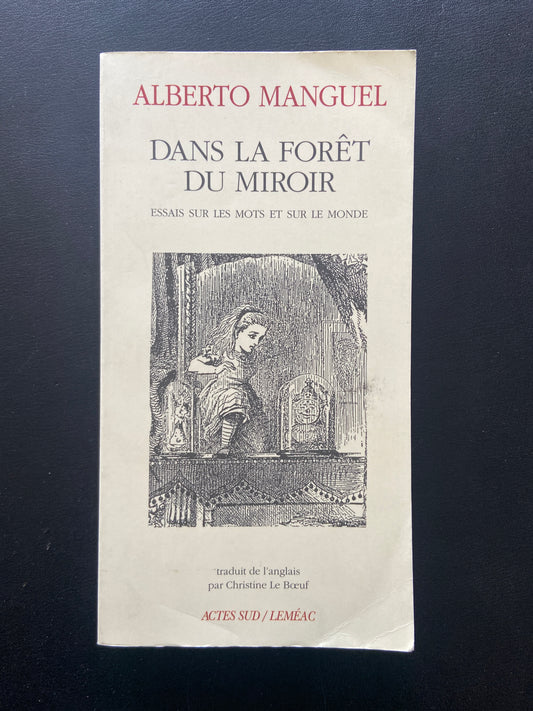 ALBERTO MANGUEL
DANS LA FORÊT
DU MIROIR
ESSAIS SUR LES MOTS ET SUR LE MONDE
traduit de l'anglais
par Christine Le Bœuf
ACTES SUD / LEMÉAC